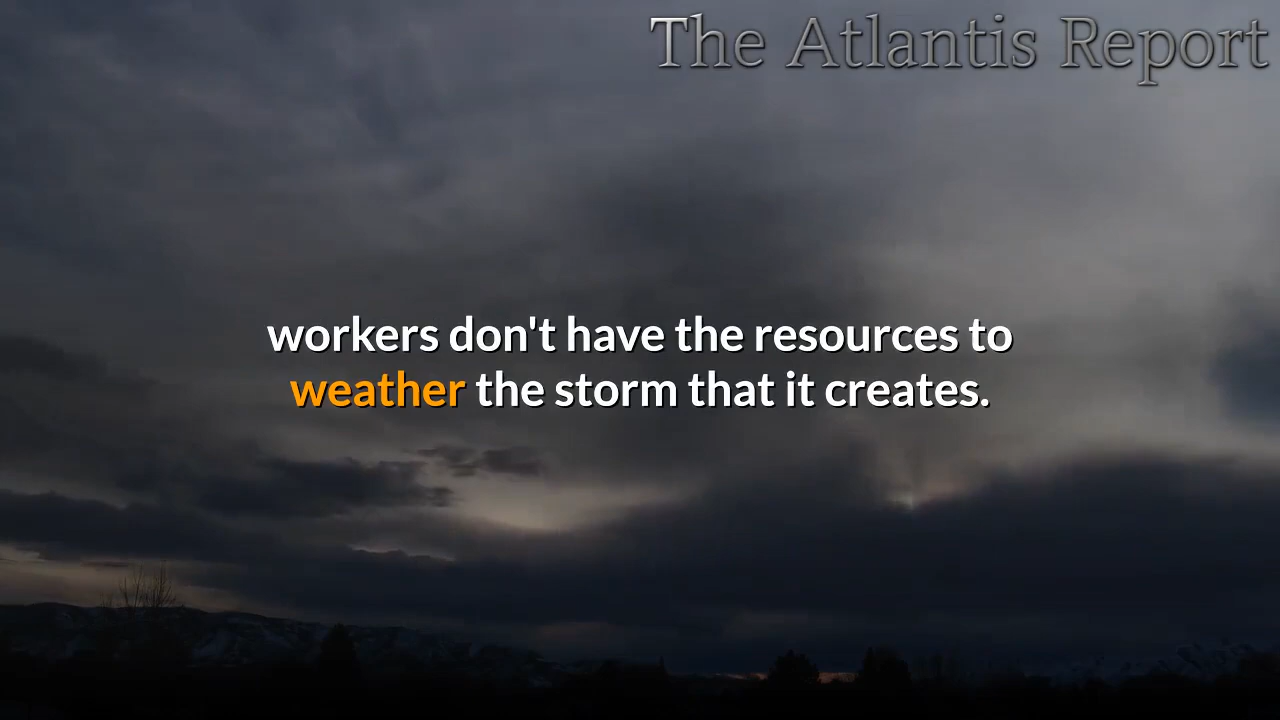 The Atlantis Report
workers don't have the resources to
weather the storm that it creates.